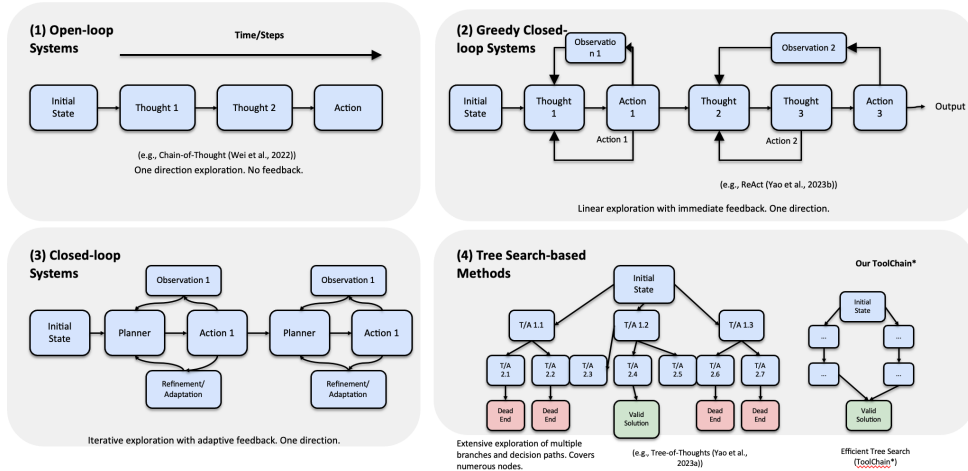 (1) Open-loop
Systems
Time/Steps
Initial
State
Thought 1
Thought 2
Action
(e.g., Chain-of-Thought (Wei et al., 2022))
One direction exploration. No feedback.
(2) Greedy Closed-
loop Systems
Observatio
n 1
Observation 2
Initial
State
Thought
1
Action
1
Thought
2
Thought
3
Action
3
Output
Action 1
Action 2
(e.g., ReAct (Yao et al., 2023b))
Linear exploration with immediate feedback. One direction.
(3) Closed-loop
Systems
Observation 1
Observation 1
Initial
State
Planner
Action 1
Planner
Action 1
Refinement/
Adaptation
Refinement/
Adaptation
Iterative exploration with adaptive feedback. One direction.
(4) Tree Search-based
Methods
Initial
State
T/A 1.1
T/A 1.2
T/A 1.3
T/A
2.1
T/A
2.2
T/A
2.3
T/A
2.4
T/A
2.5
T/A
2.6
T/A
2.7
Dead
End
Dead
End
Valid
Solution
Dead
End
Dead
End
Extensive exploration of multiple
branches and decision paths. Covers
numerous nodes.
(e.g., Tree-of-Thoughts (Yao et al.,
2023a))
Our ToolChain*
Initial
State
...
...
...
...
Valid
Solution
Efficient Tree Search
(ToolChain*)